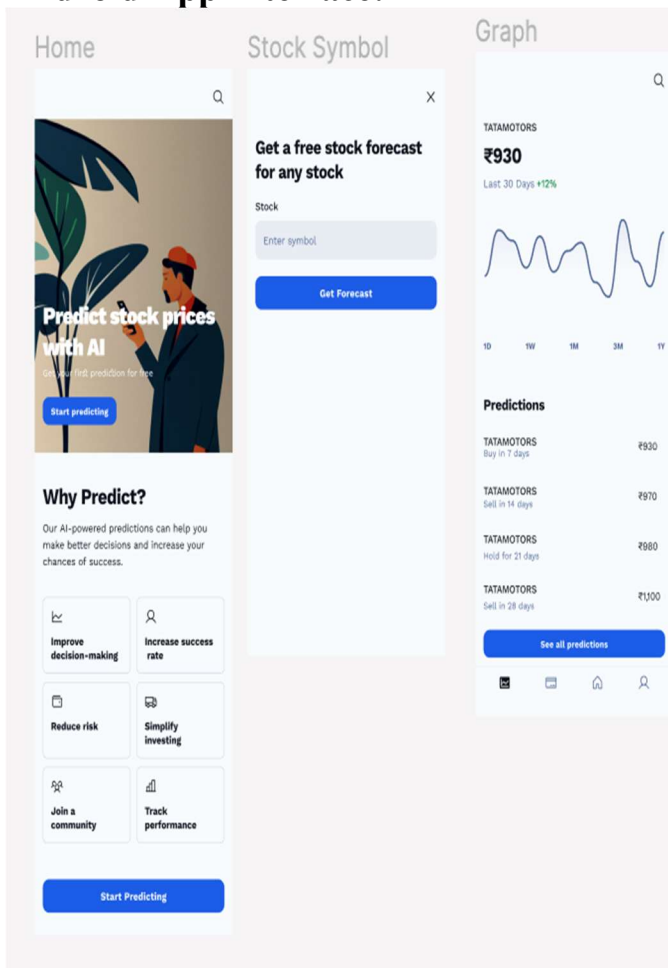 Home
Predict stock prices
with AI
Get your first prediction for free
Start predicting
Why Predict?
Our AI-powered predictions can help you
make better decisions and increase your
chances of success.
Improve
decision-making
Increase success
rate
Reduce risk
Simplify
investing
Join a
community
Track
performance
Start Predicting
Stock Symbol
X
Get a free stock forecast
for any stock
Stock
Enter symbol
Get Forecast
Graph
TATAMOTORS
₹930
Last 30 Days +12%
1D 1W 1M 3M 1Y
Predictions
TATAMOTORS
Buy in 7 days
₹930
TATAMOTORS
Sell in 14 days
₹970
TATAMOTORS
Hold for 21 days
₹980
TATAMOTORS
Sell in 28 days
₹1,100
See all predictions